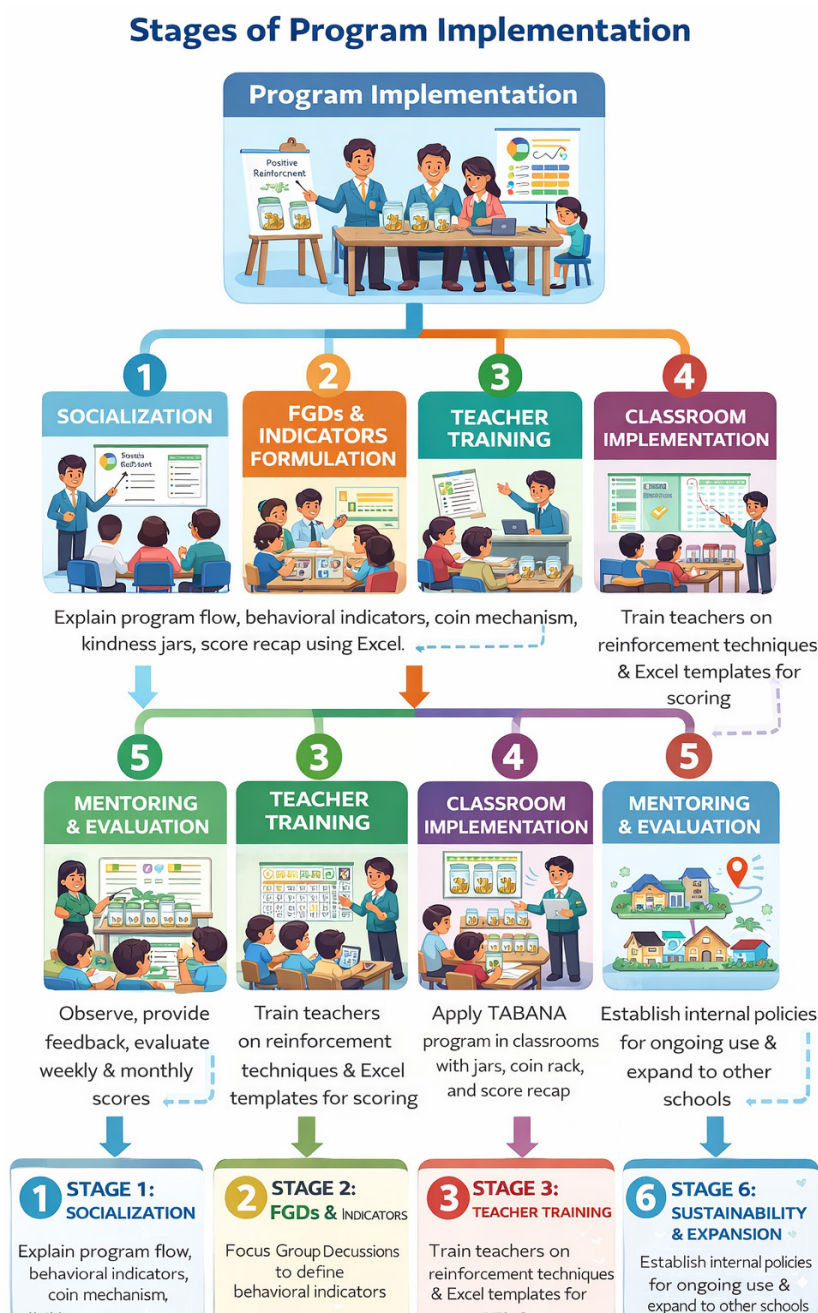 Stages of Program Implementation
Program Implementation
Positive
Reinforcment
1
2
3
4
SOCIALIZATION
FGDs &
INDICATORS
FORMULATION
TEACHER
TRAINING
CLASSROOM
IMPLEMENTATION
Explain program flow, behavioral indicators, coin mechanism,
kindness jars, score recap using Excel.
Train teachers on
reinforcement techniques
& Excel templates for
scoring
5
3
4
5
MENTORING
& EVALUATION
TEACHER
TRAINING
CLASSROOM
IMPLEMENTATION
MENTORING
& EVALUATION
Observe, provide
feedback, evaluate
weekly & monthly
scores
Train teachers
on reinforcement
techniques & Excel
templates for scoring
Apply TABANA
program in classrooms
with jars, coin rack,
and score recap
Establish internal policies
for ongoing use &
expand to other
schools
1 STAGE 1:
SOCIALIZATION
Explain program flow,
behavioral indicators,
coin mechanism,
2 STAGE 2:
FGDs & INDICATORS
Focus Group Decussions
to define
behavioral indicators
3 STAGE 3:
TEACHER TRAINING
Train teachers on
reinforcement techniques
& Excel templates for
6 STAGE 6:
SUSTAINABILITY
& EXPANSION
Establish internal policies
for ongoing use &
expand to other schools